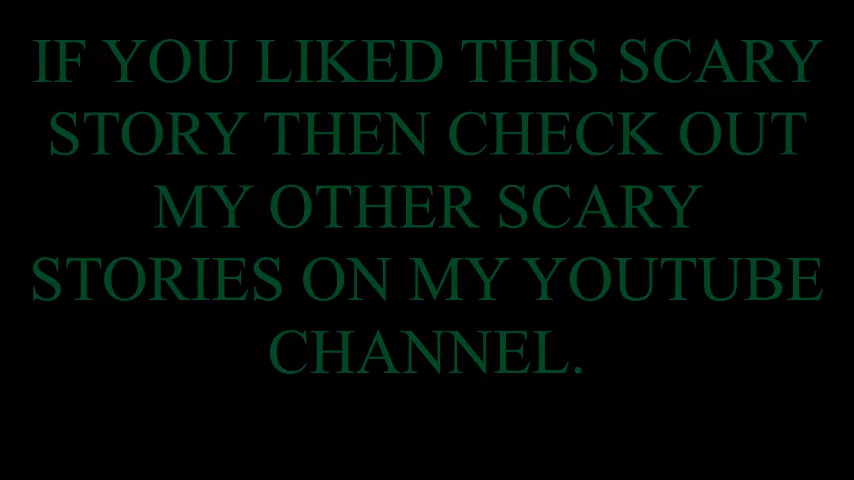 IF YOU LIKED THIS SCARY
STORY THEN CHECK OUT
MY OTHER SCARY
STORIES ON MY YOUTUBE
CHANNEL.